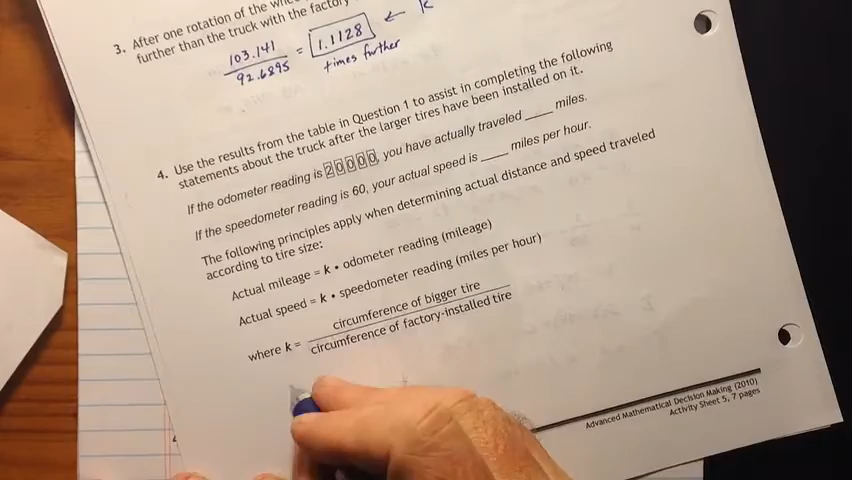 3. After one rotation of the
further than the truck with the factory
103.141
92.6895
= 1.1128 ← k
times further
4. Use the results from the table in Question 1 to assist in completing the following
statements about the truck after the larger tires have been installed on it.
If the odometer reading is 20000, you have actually traveled ____ miles.
If the speedometer reading is 60, your actual speed is ____ miles per hour.
The following principles apply when determining actual distance and speed traveled
according to tire size:
Actual mileage = k • odometer reading (mileage)
Actual speed = k • speedometer reading (miles per hour)
where k =
circumference of bigger tire
circumference of factory-installed tire
Advanced Mathematical Decision Making (2010)
Activity Sheet 5, 7 pages